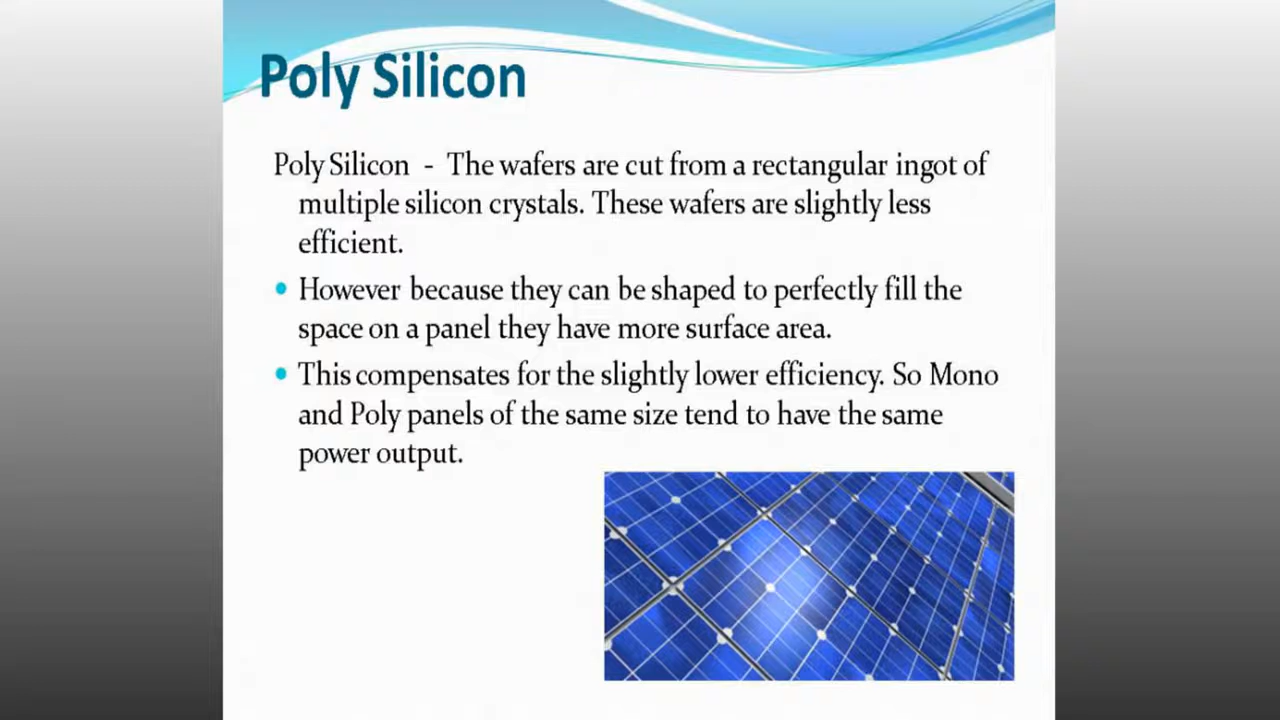 Poly Silicon
Poly Silicon - The wafers are cut from a rectangular ingot of
multiple silicon crystals. These wafers are slightly less
efficient.
• However because they can be shaped to perfectly fill the
space on a panel they have more surface area.
• This compensates for the slightly lower efficiency. So Mono
and Poly panels of the same size tend to have the same
power output.